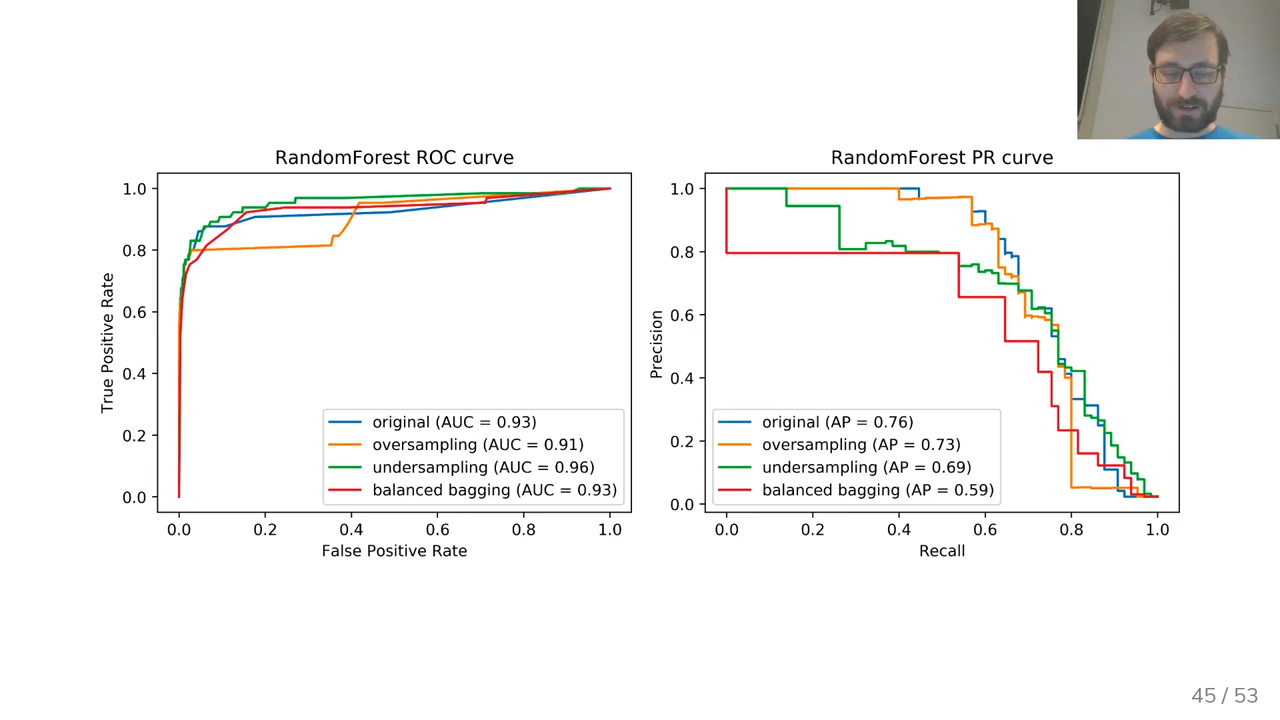 RandomForest ROC curve
1.0
0.8
0.6
0.4
0.2
0.0
True Positive Rate
original (AUC = 0.93)
oversampling (AUC = 0.91)
undersampling (AUC = 0.96)
balanced bagging (AUC = 0.93)
0.0 0.2 0.4 0.6 0.8 1.0
False Positive Rate
RandomForest PR curve
1.0
0.8
0.6
0.4
0.2
0.0
Precision
original (AP = 0.76)
oversampling (AP = 0.73)
undersampling (AP = 0.69)
balanced bagging (AP = 0.59)
0.0 0.2 0.4 0.6 0.8 1.0
Recall
45 / 53